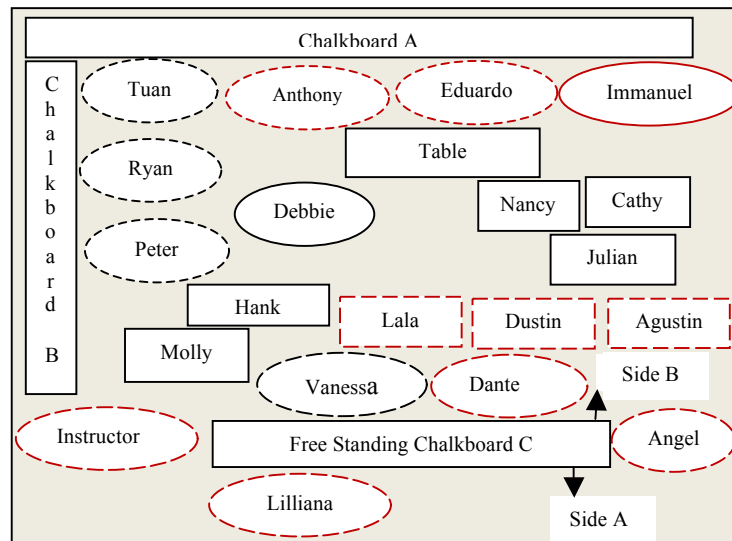 Chalkboard A
Chalkboard B
Tuan
Anthony
Eduardo
Immanuel
Ryan
Table
Debbie
Nancy
Cathy
Peter
Julian
Hank
Lala
Dustin
Agustin
Molly
Vanessa
Dante
Side B
Instructor
Free Standing Chalkboard C
Angel
Lilliana
Side A